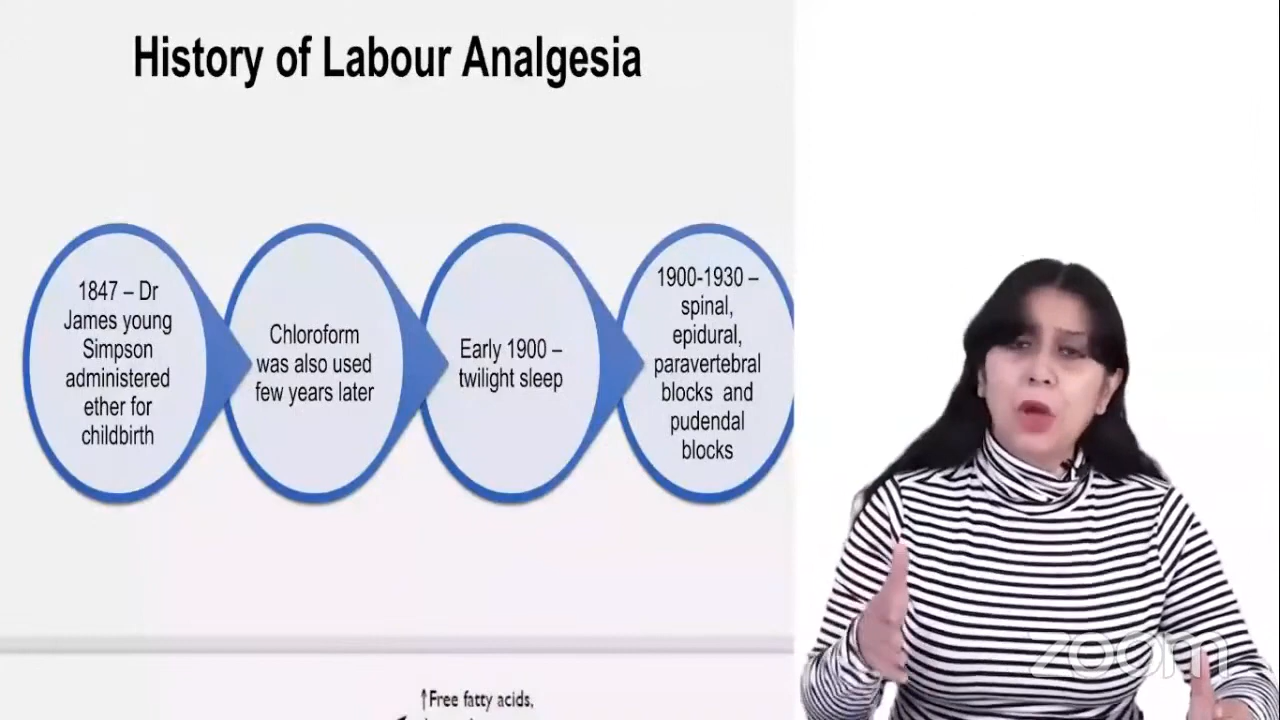 History of Labour Analgesia
1847 – Dr
James young
Simpson
administered
ether for
childbirth
Chloroform
was also used
few years later
Early 1900 –
twilight sleep
1900-1930 –
spinal,
epidural,
paravertebral
blocks and
pudendal
blocks
zoom
↑Free fatty acids,